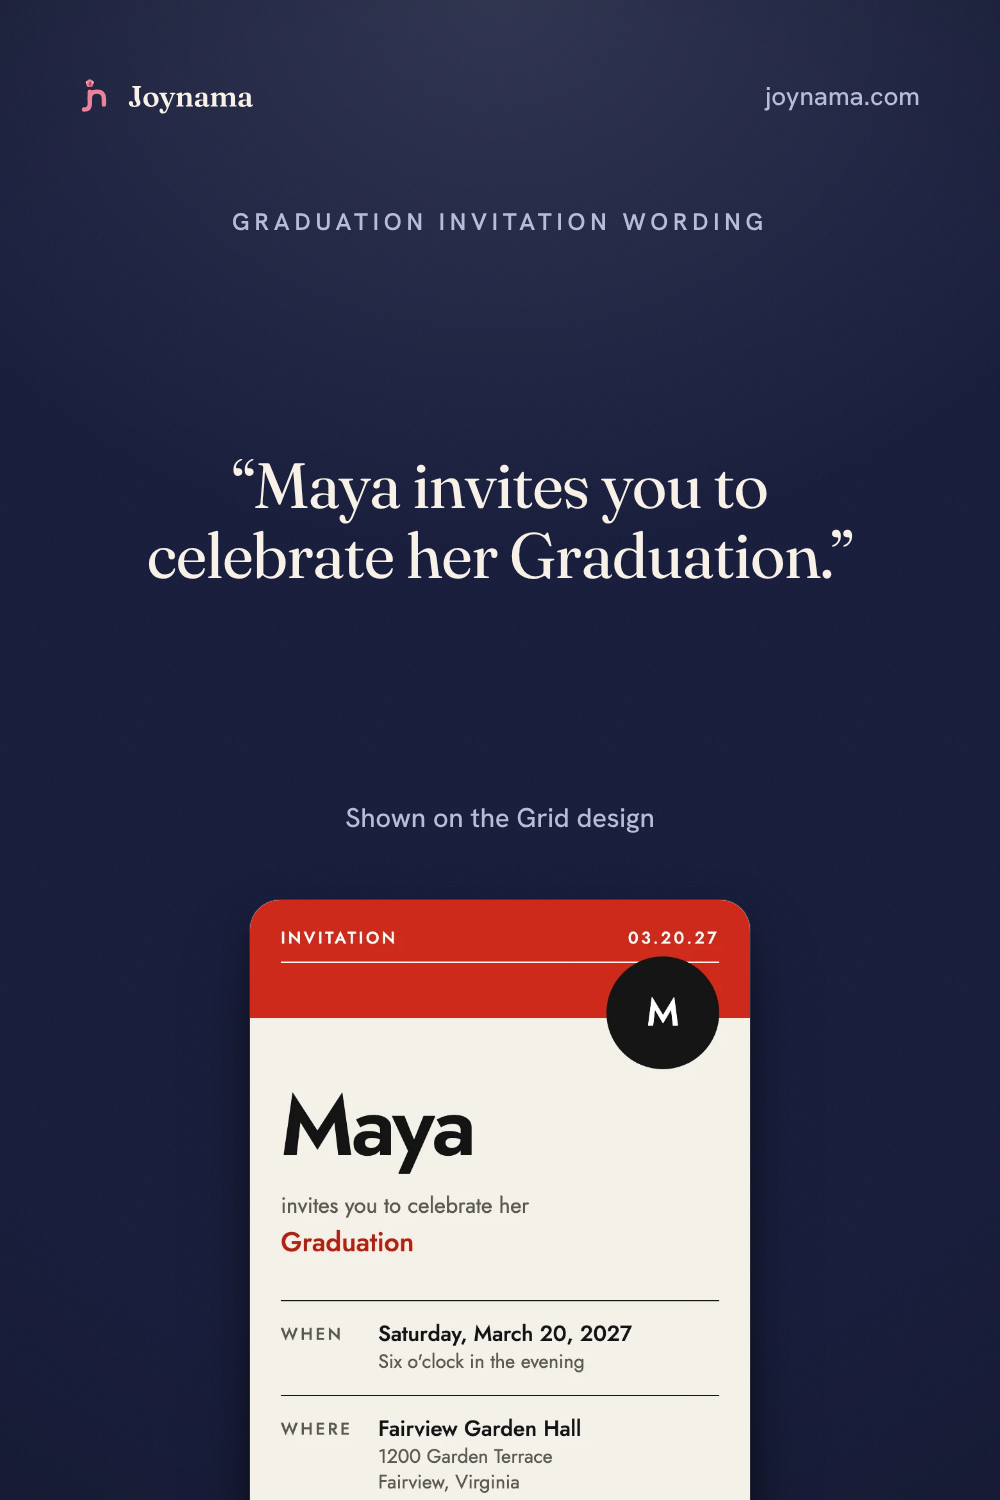 Joynama
joynama.com
GRADUATION INVITATION WORDING
“Maya invites you to
celebrate her Graduation.”
Shown on the Grid design
INVITATION
03.20.27
M
Maya
invites you to celebrate her
Graduation
WHEN
Saturday, March 20, 2027
Six o'clock in the evening
WHERE
Fairview Garden Hall
1200 Garden Terrace
Fairview, Virginia